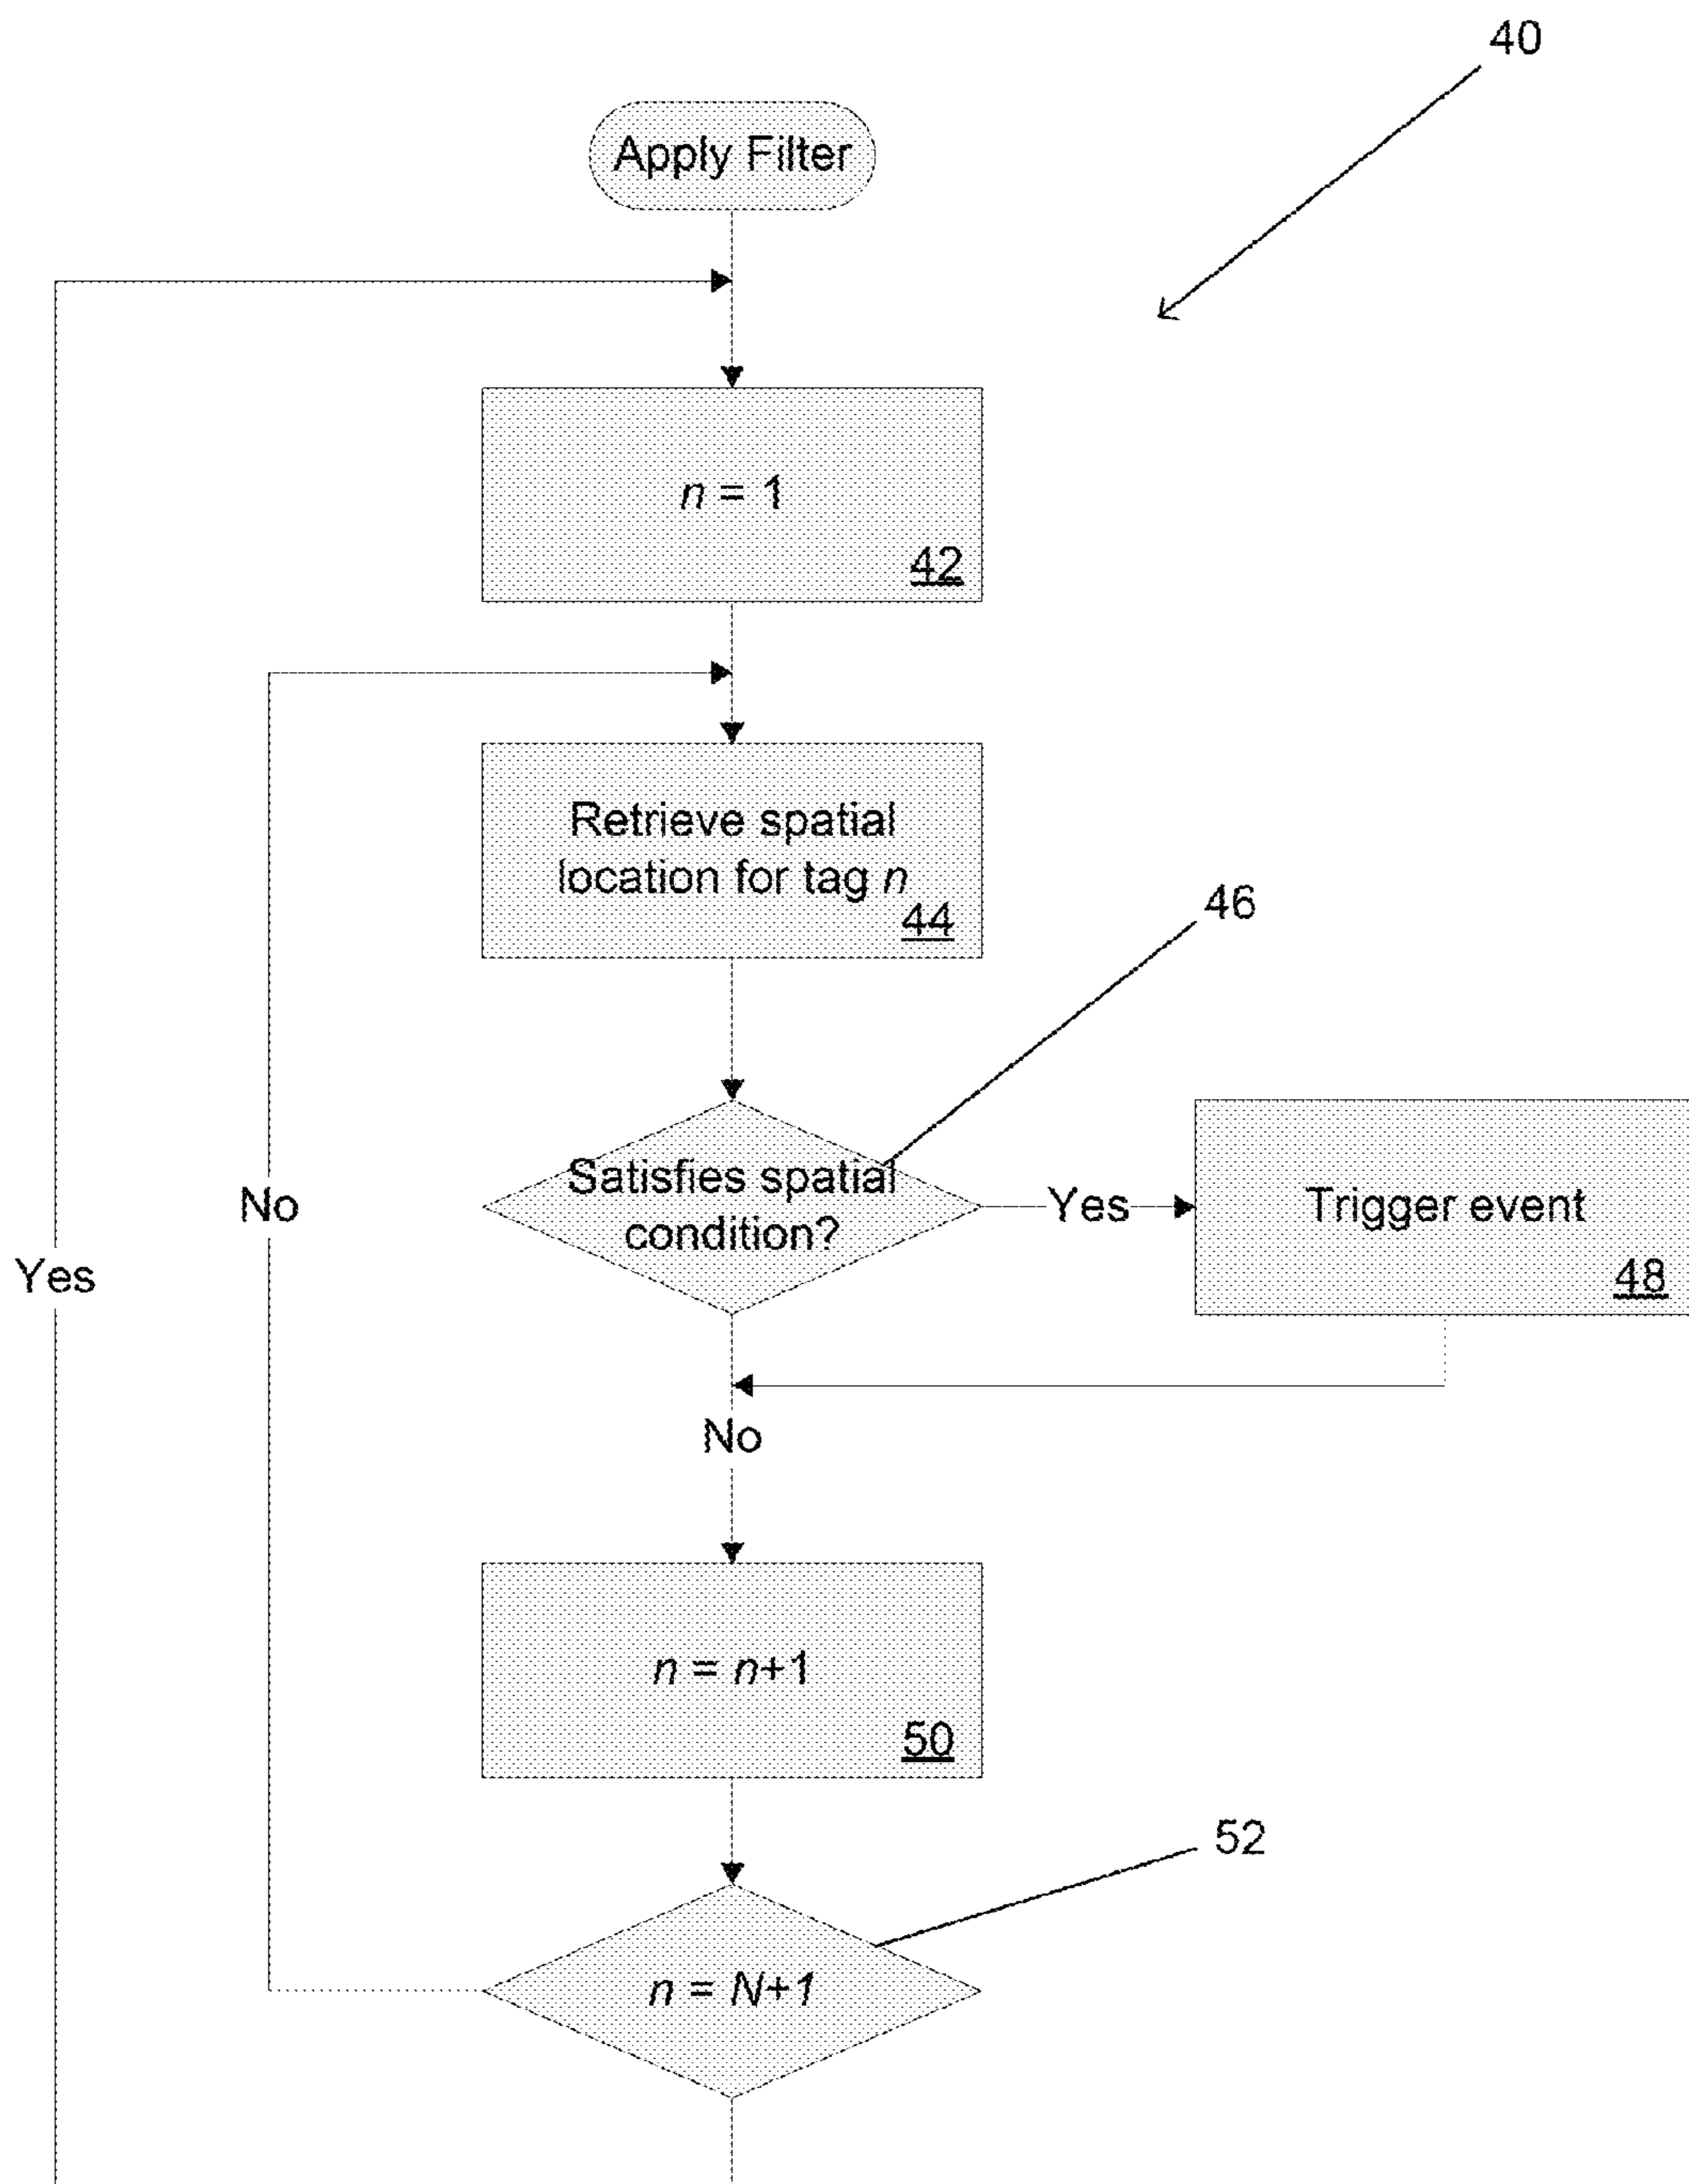 40
Apply Filter
n = 1
42
Retrieve spatial
location for tag n
44
46
Satisfies spatial
condition?
Yes
Trigger event
48
No
Yes
No
n = n+1
50
52
n = N+1